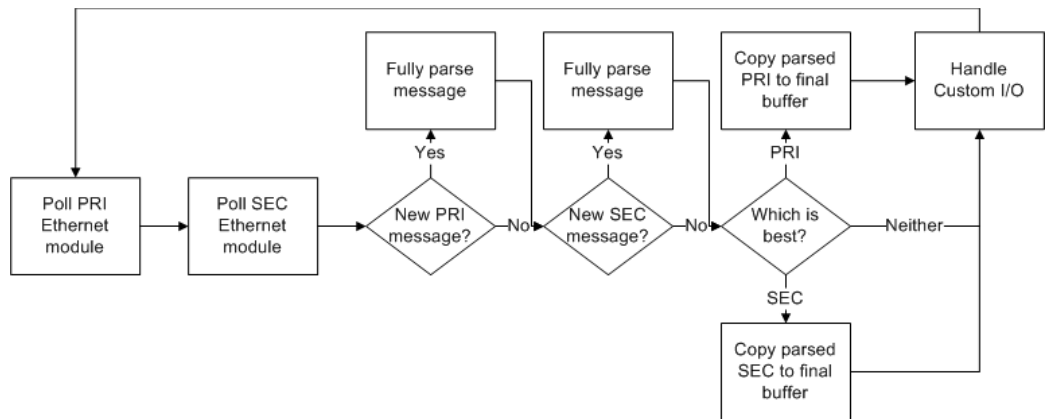 Fully parse
message
Fully parse
message
Copy parsed
PRI to final
buffer
Handle
Custom I/O
Yes
Yes
PRI
Poll PRI
Ethernet
module
Poll SEC
Ethernet
module
New PRI
message?
No
New SEC
message?
No
Which is
best?
Neither
SEC
Copy parsed
SEC to final
buffer